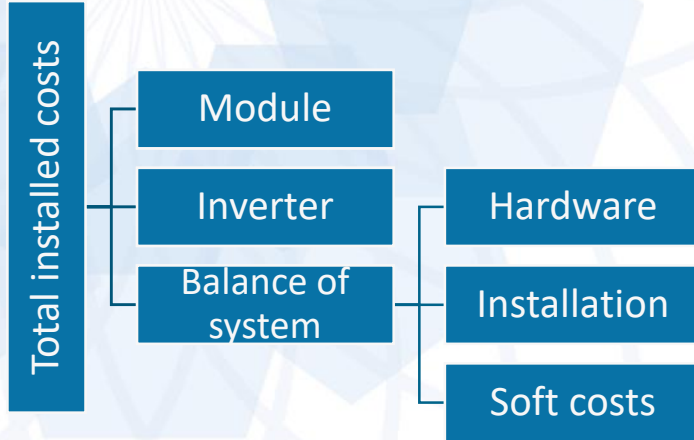 Total installed costs
Module
Inverter
Balance of
system
Hardware
Installation
Soft costs